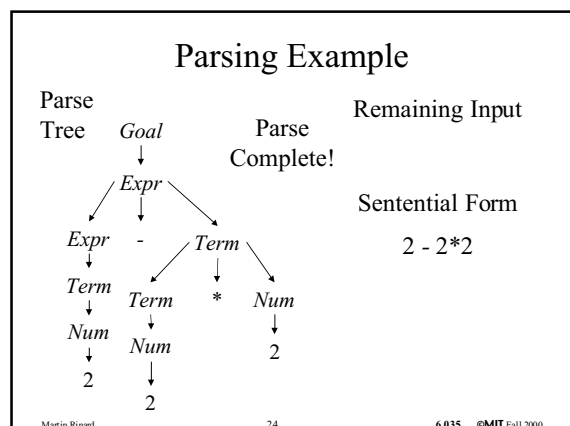 Parsing Example
Parse
Tree
Goal
Parse
Complete!
Remaining Input
Expr
Sentential Form
Expr - Term
2 - 2*2
Term Term * Num
Num Num 2
2
2
Martin Rinard 24 6.035 ©MIT Fall 2000